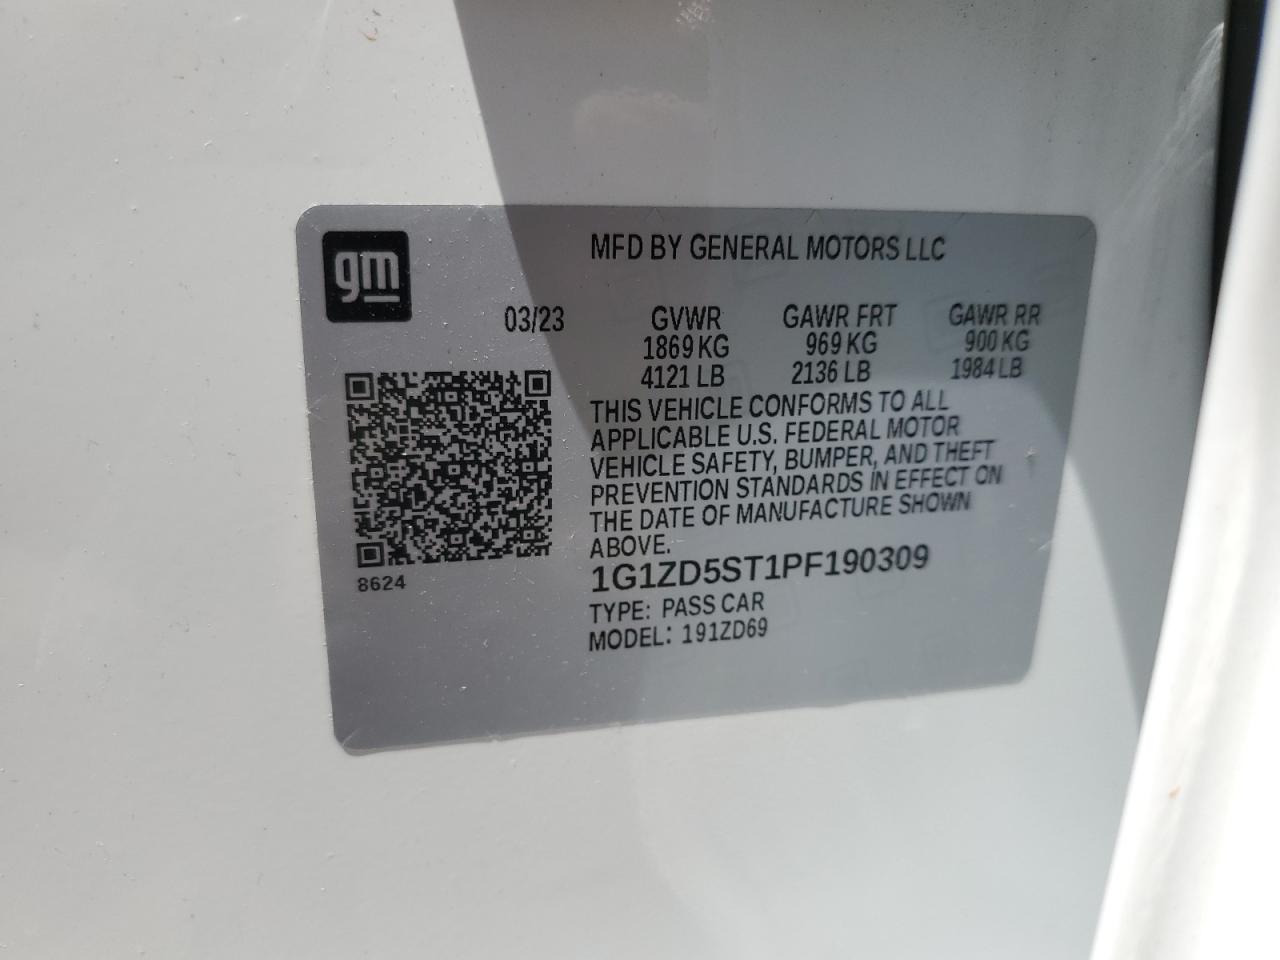 gm
MFD BY GENERAL MOTORS LLC
03/23 GVWR GAWR FRT GAWR RR
1869 KG 969 KG 900 KG
4121 LB 2136 LB 1984 LB
THIS VEHICLE CONFORMS TO ALL
APPLICABLE U.S. FEDERAL MOTOR
VEHICLE SAFETY, BUMPER, AND THEFT
PREVENTION STANDARDS IN EFFECT ON
THE DATE OF MANUFACTURE SHOWN
ABOVE.
8624
1G1ZD5ST1PF190309
TYPE: PASS CAR
MODEL: 191ZD69